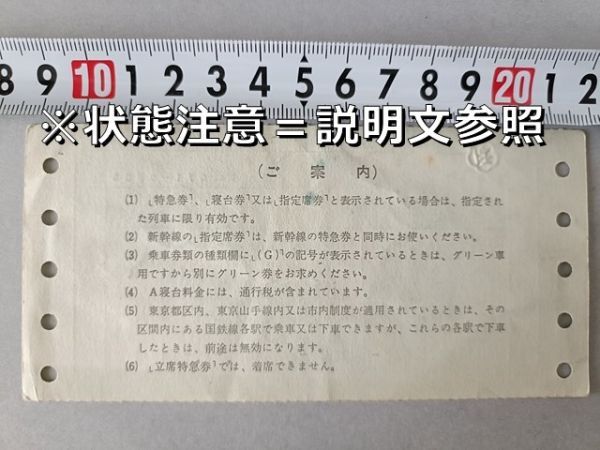 8 9 10 1 2 3 4 5 6 7 8 9 20 1 2
※状態注意=説明文参照
(ご案内)
(1) 「特急券」、「寝台券」又は「指定席券」と表示されている場合は、指定され
た列車に限り有効です。
(2) 新幹線の「指定席券」は、新幹線の特急券と同時にお使いください。
(3) 乗車券類の種類欄に「(G)」の記号が表示されているときは、グリーン車
用ですから別にグリーン券をお求めください。
(4) A寝台料金には、通行税が含まれています。
(5) 東京都区内、東京山手線内又は市内制度が適用されているときは、その
区間内にある国鉄線各駅で乗車又は下車できますが、これらの各駅で下車
したときは、前途は無効になります。
(6) 「立席特急券」では、着席できません。